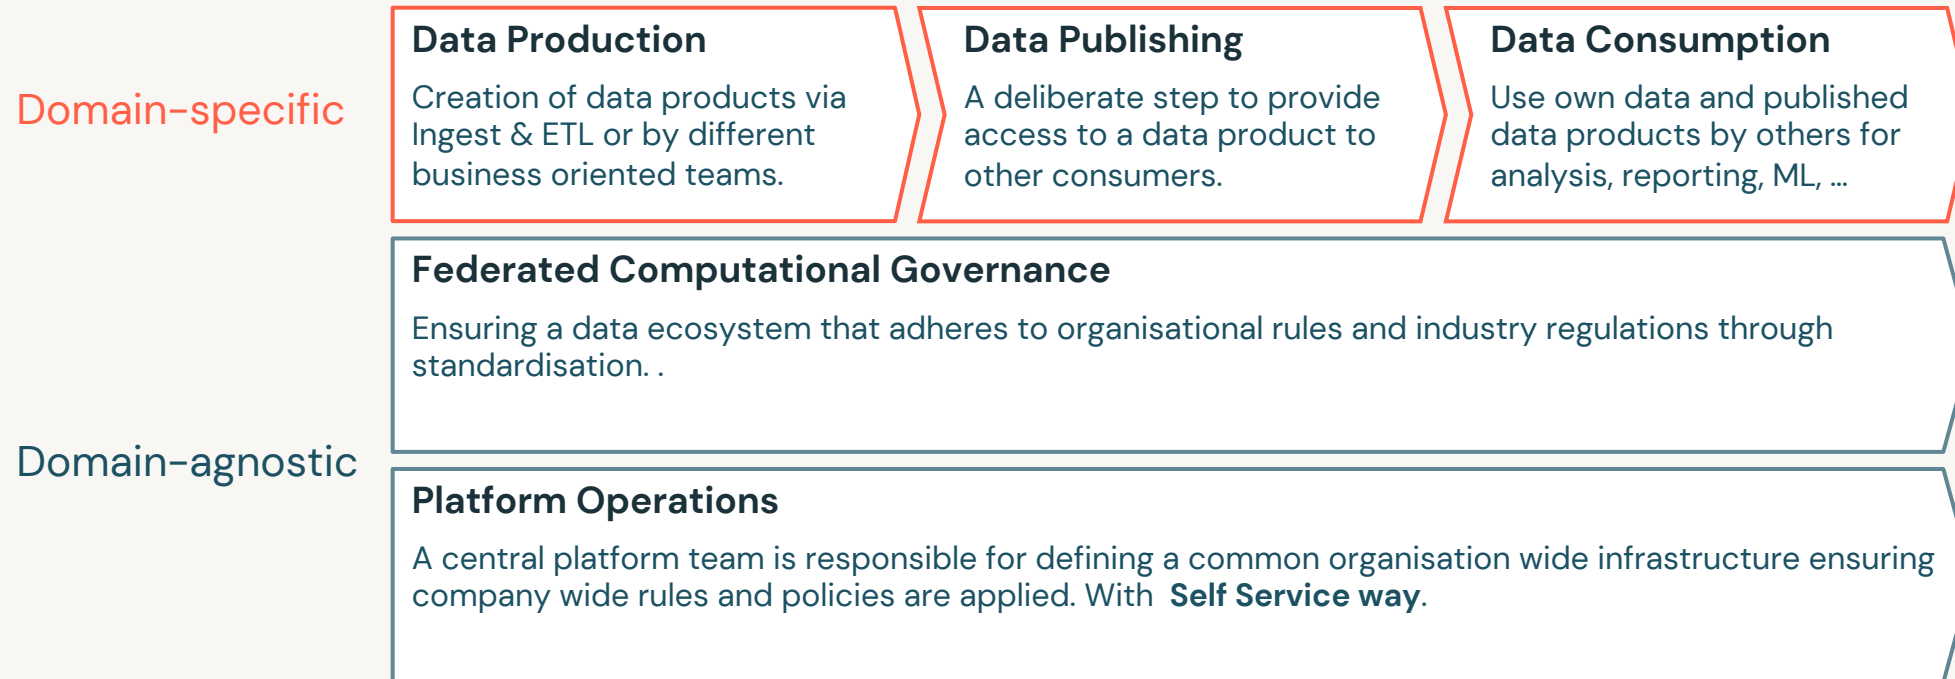 Domain-specific
Data Production
Creation of data products via
Ingest & ETL or by different
business oriented teams.
Data Publishing
A deliberate step to provide
access to a data product to
other consumers.
Data Consumption
Use own data and published
data products by others for
analysis, reporting, ML, ...
Domain-agnostic
Federated Computational Governance
Ensuring a data ecosystem that adheres to organisational rules and industry regulations through
standardisation. .
Platform Operations
A central platform team is responsible for defining a common organisation wide infrastructure ensuring
company wide rules and policies are applied. With Self Service way.